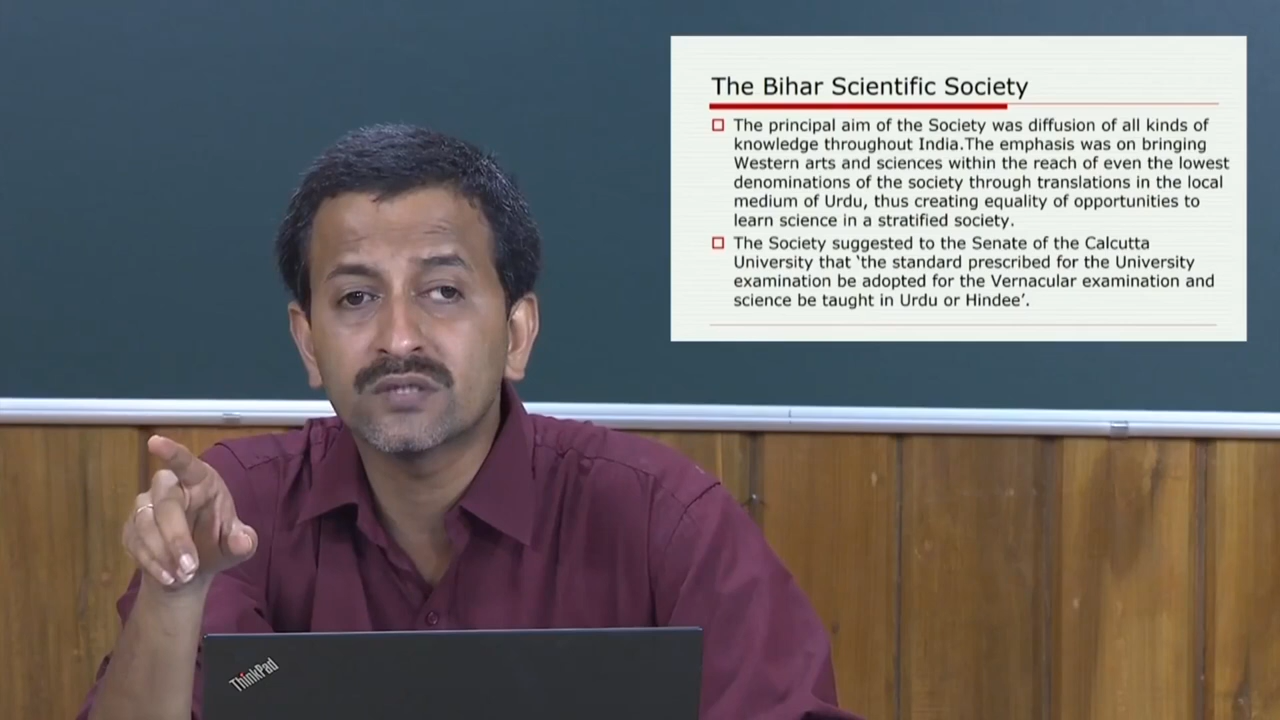 The Bihar Scientific Society
The principal aim of the Society was diffusion of all kinds of
knowledge throughout India.The emphasis was on bringing
Western arts and sciences within the reach of even the lowest
denominations of the society through translations in the local
medium of Urdu, thus creating equality of opportunities to
learn science in a stratified society.
The Society suggested to the Senate of the Calcutta
University that ‘the standard prescribed for the University
examination be adopted for the Vernacular examination and
science be taught in Urdu or Hindee’.
ThinkPad